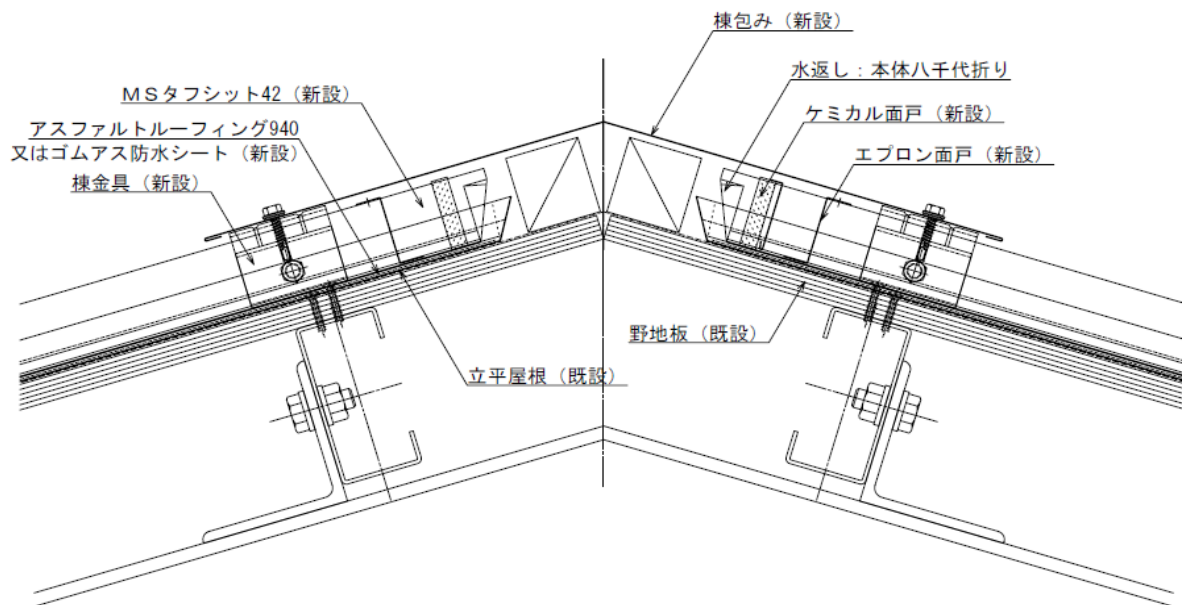 棟包み（新設）
水返し：本体八千代折り
ＭＳタフシット42（新設）
ケミカル面戸（新設）
アスファルトルーフィング940
又はゴムアス防水シート（新設）
エプロン面戸（新設）
棟金具（新設）
野地板（既設）
立平屋根（既設）